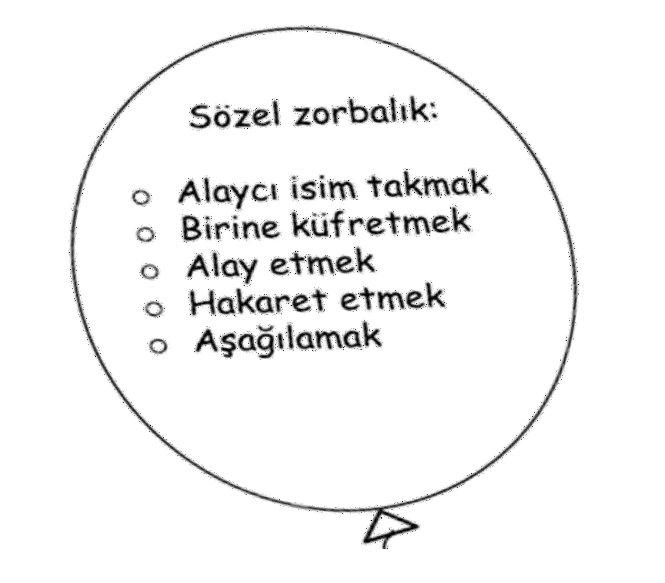 Sözel zorbalık:
o Alaycı isim takmak
o Birine küfretmek
o Alay etmek
o Hakaret etmek
o Aşağılamak